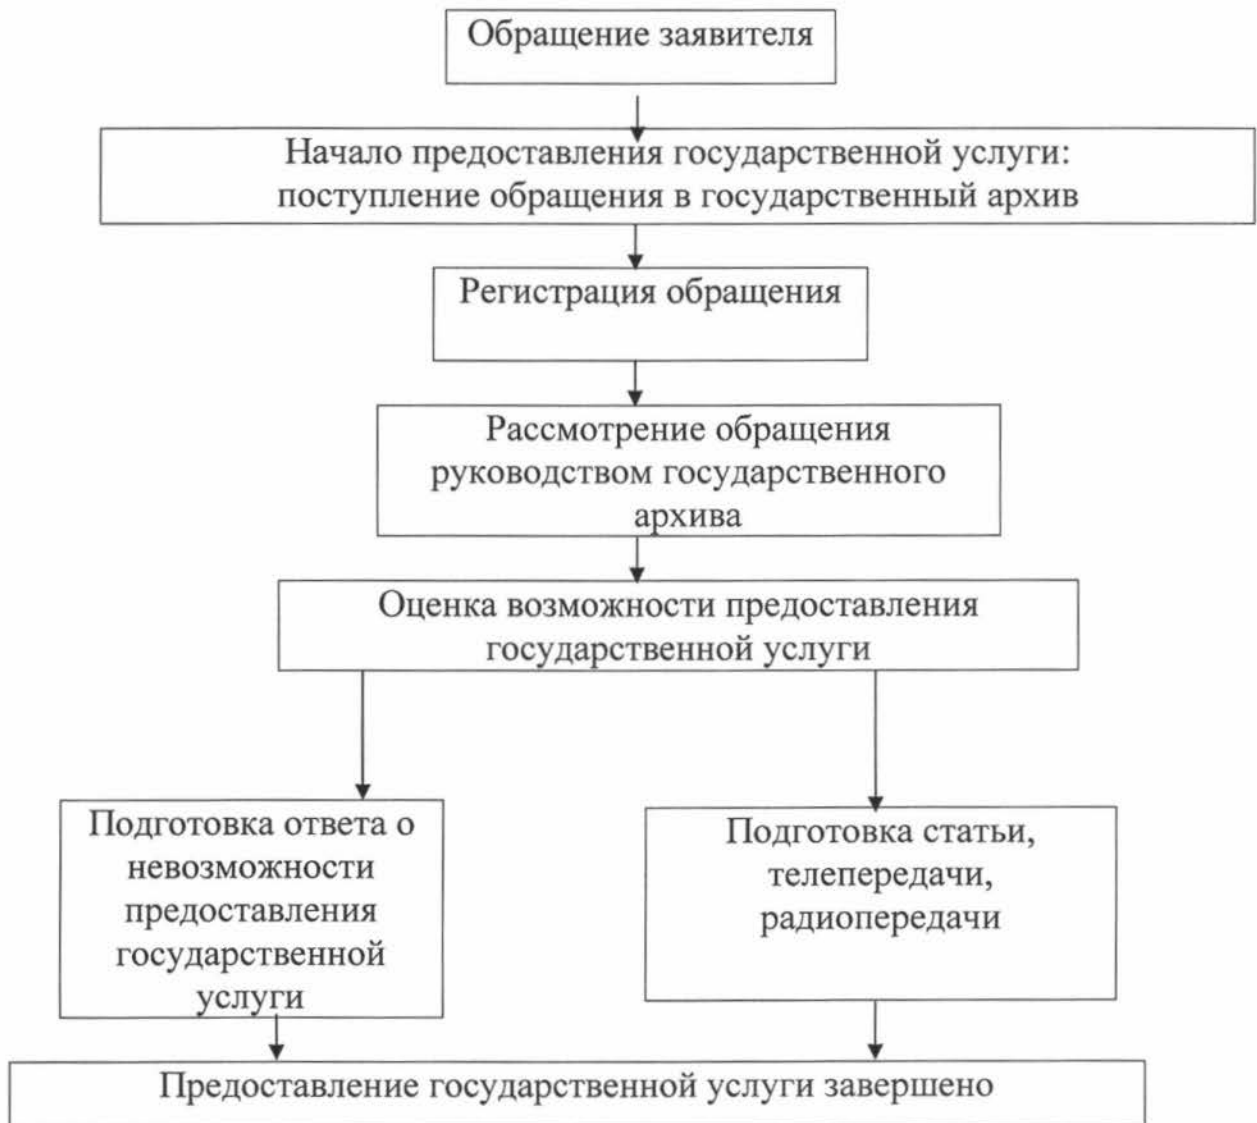 Обращение заявителя
Начало предоставления государственной услуги:
поступление обращения в государственный архив
Регистрация обращения
Рассмотрение обращения
руководством государственного
архива
Оценка возможности предоставления
государственной услуги
Подготовка ответа о
невозможности
предоставления
государственной
услуги
Подготовка статьи,
телепередачи,
радиопередачи
Предоставление государственной услуги завершено